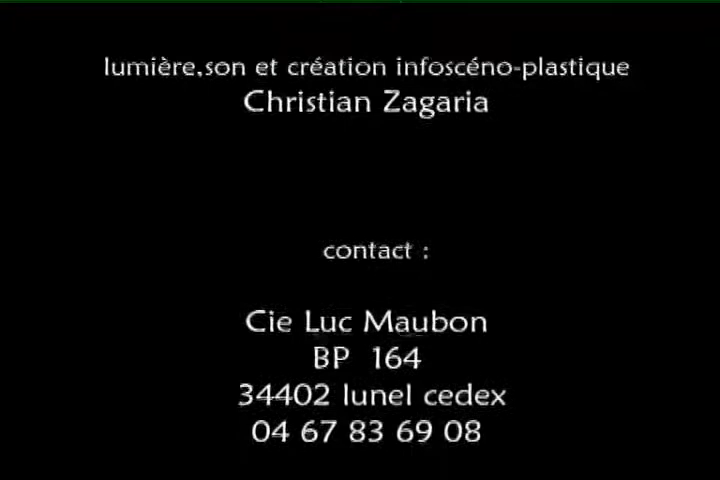 lumière,son et création infoscéno-plastique
Christian Zagaria
contact :
Cie Luc Maubon
BP 164
34402 lunel cedex
04 67 83 69 08